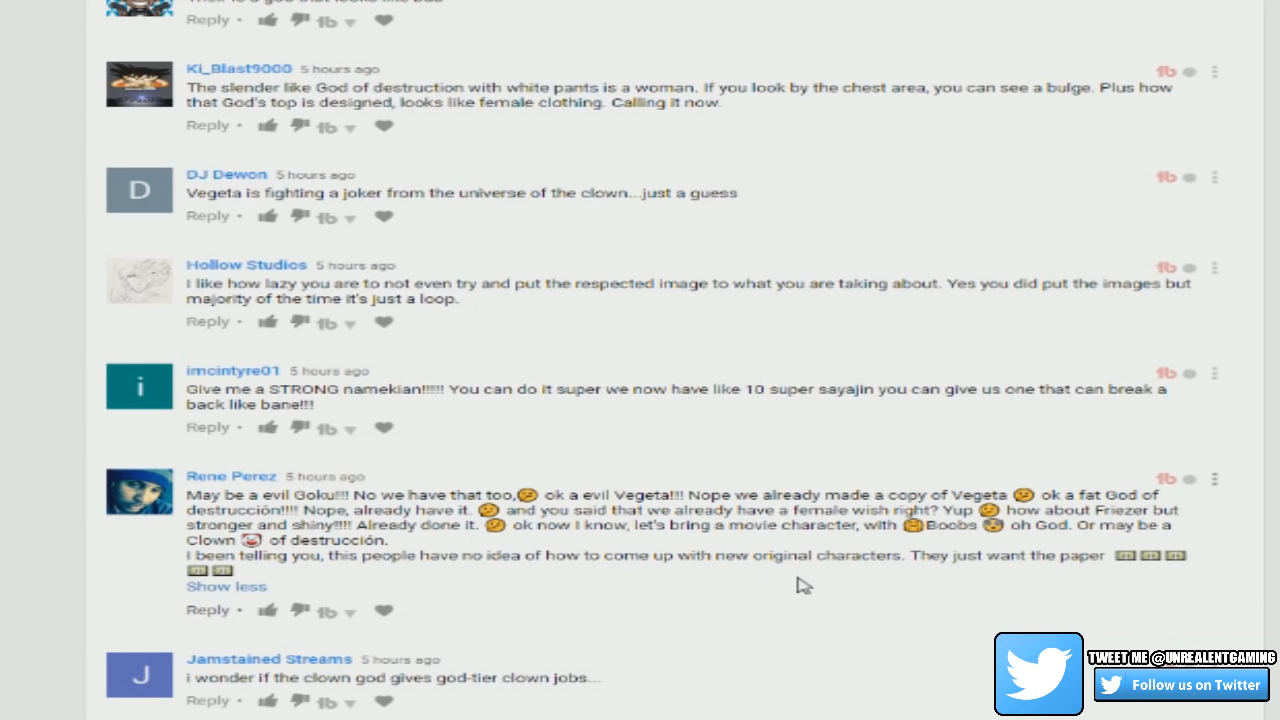 Reply •
Ki_Blast9000 5 hours ago
The slender like God of destruction with white pants is a woman. If you look by the chest area, you can see a bulge. Plus how
that God's top is designed, looks like female clothing. Calling it now.
Reply •
DJ Dewon 5 hours ago
Vegeta is fighting a joker from the universe of the clown...just a guess
Reply •
Hollow Studios 5 hours ago
I like how lazy you are to not even try and put the respected image to what you are taking about. Yes you did put the images but
majority of the time it's just a loop.
Reply •
i
imcintyre01 5 hours ago
Give me a STRONG namekian!!!!! You can do it super we now have like 10 super sayajin you can give us one that can break a
back like bane!!!
Reply •
Rene Perez 5 hours ago
May be a evil Goku!!! No we have that too,🤔 ok a evil Vegeta!!! Nope we already made a copy of Vegeta 🤔 ok a fat God of
destrucción!!!! Nope, already have it. 🤔 and you said that we already have a female wish right? Yup 🤔 how about Friezer but
stronger and shiny!!!! Already done it. 🤔 ok now I know, let's bring a movie character, with Boobs oh God. Or may be a
Clown 🤡 of destrucción.
I been telling you, this people have no idea of how to come up with new original characters. They just want the paper 💵 💵 💵
💵 💵
Show less
Reply •
J
Jamstained Streams 5 hours ago
i wonder if the clown god gives god-tier clown jobs...
Reply •
D
TWEET ME @UNREALENTGAMING
Follow us on Twitter